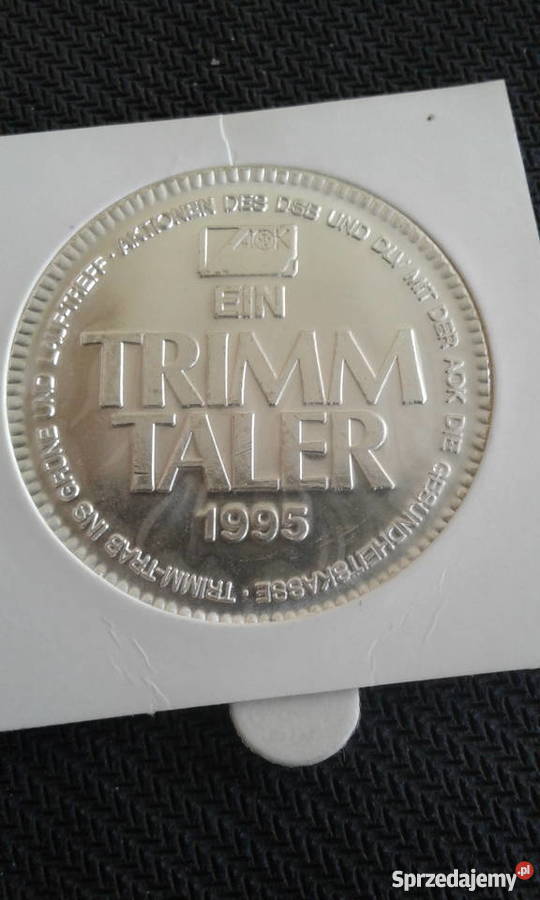 AKTIONEN DES DSB UND DLV MIT DER AOK DIE GESUNDHEITSKASSE · TRIMM-TRAB INS GRÜNE UND LAUFTREFF ·
AOK
EIN
TRIMM
TALER
1995
Sprzedajemy.pl